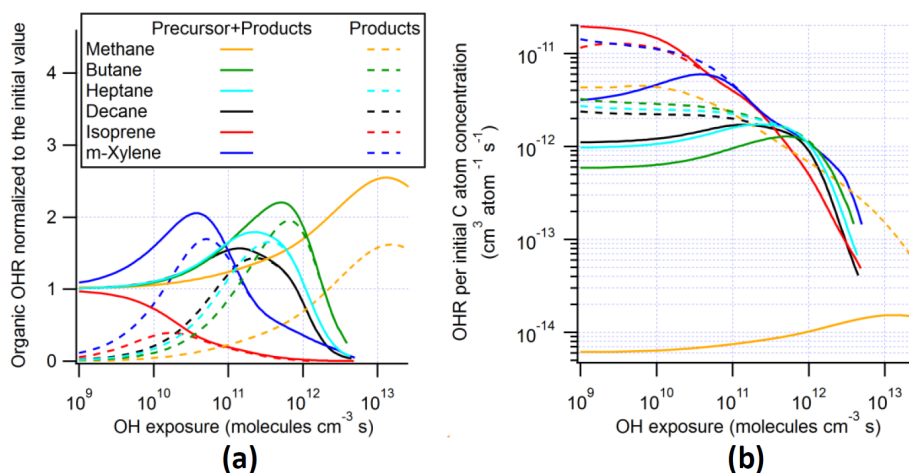 Precursor+Products Products
Methane
Butane
Heptane
Decane
Isoprene
m-Xylene
Organic OHR normalized to the initial value
4
3
2
1
0
10⁹ 10¹⁰ 10¹¹ 10¹² 10¹³
OH exposure (molecules cm⁻³ s)
(a)
OHR per initial C atom concentration
(cm³ atom⁻¹ s⁻¹)
10⁻¹¹
10⁻¹²
10⁻¹³
10⁻¹⁴
10⁹ 10¹⁰ 10¹¹ 10¹² 10¹³
OH exposure (molecules cm⁻³ s)
(b)